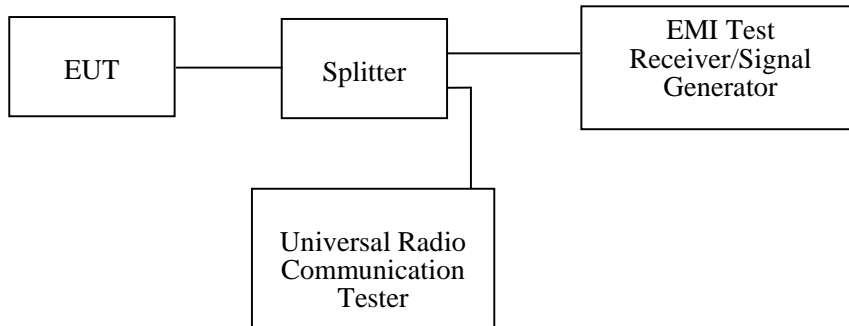 EUT
Splitter
EMI Test
Receiver/Signal
Generator
Universal Radio
Communication
Tester